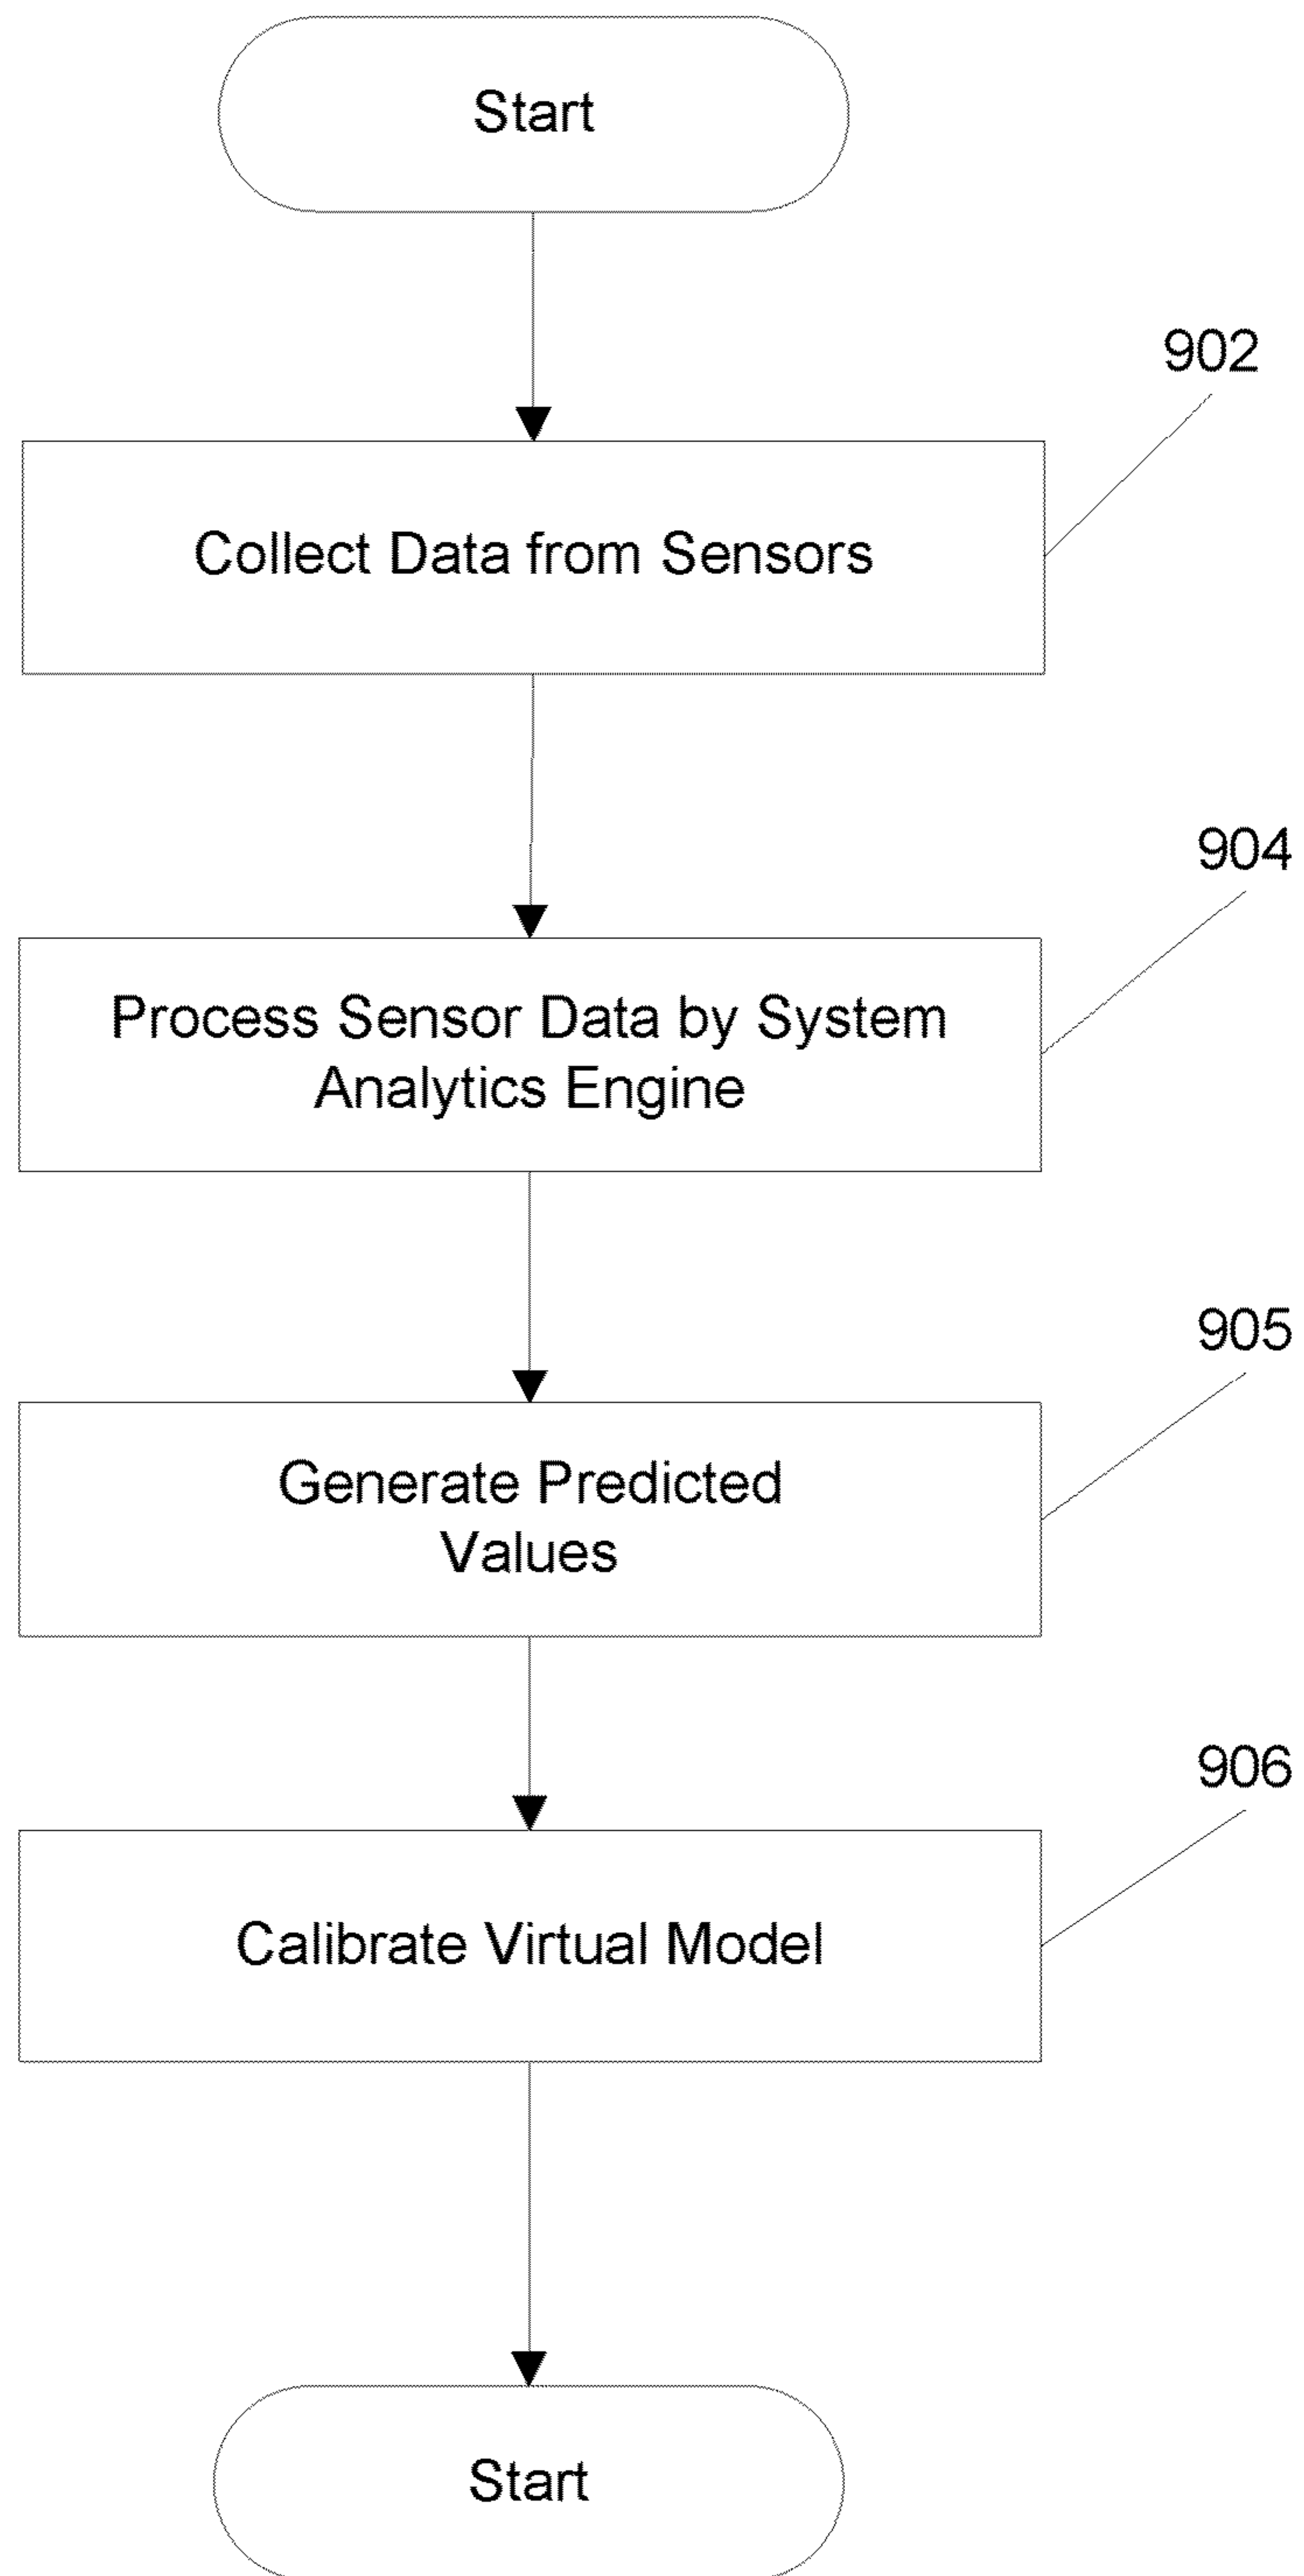 Start
902
Collect Data from Sensors
904
Process Sensor Data by System
Analytics Engine
905
Generate Predicted
Values
906
Calibrate Virtual Model
Start